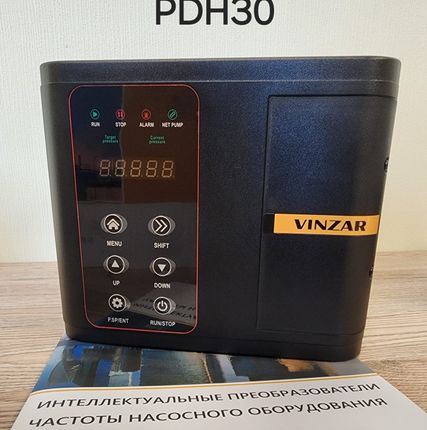 PDH30
RUN STOP ALARM NET PUMP
Target pressure Current pressure
88888
VINZAR
MENU SHIFT
UP DOWN
P.SP/ENT RUN/STOP
ИНТЕЛЛЕКТУАЛЬНЫЕ ПРЕОБРАЗОВАТЕЛИ
ЧАСТОТЫ НАСОСНОГО ОБОРУДОВАНИЯ